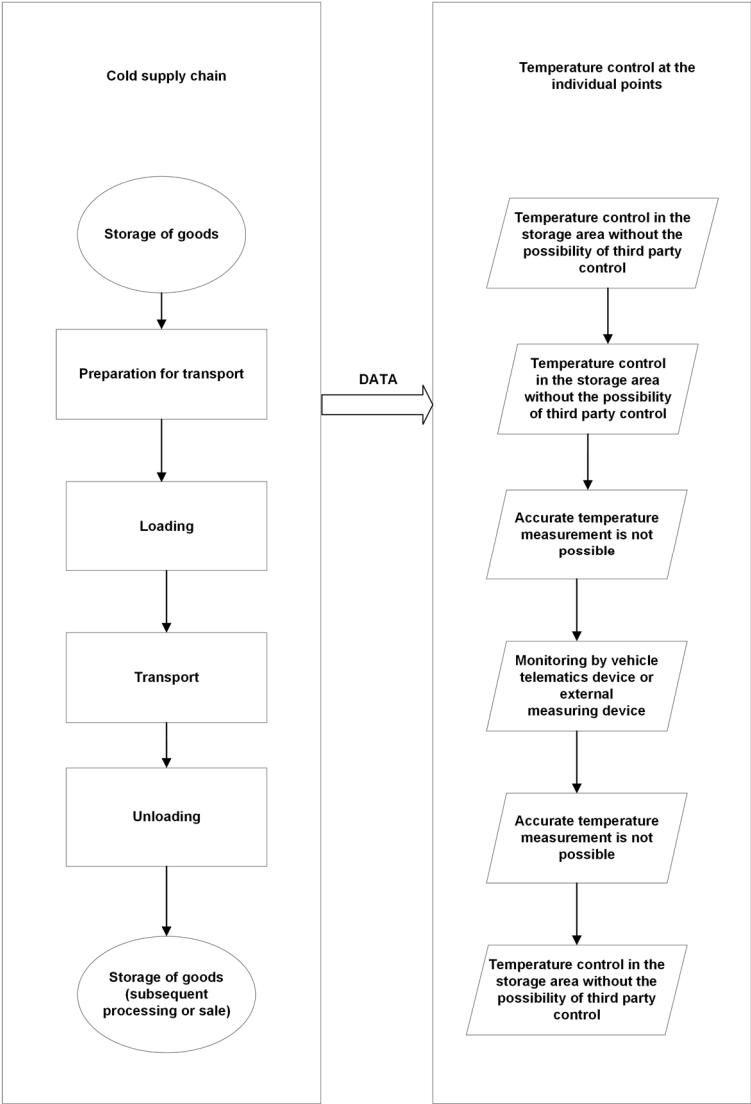 Cold supply chain
Storage of goods
Preparation for transport
Loading
Transport
Unloading
Storage of goods
(subsequent
processing or sale)
DATA
Temperature control at the
individual points
Temperature control in the
storage area without the
possibility of third party
control
Temperature control
in the storage area
without the possibility
of third party control
Accurate temperature
measurement is not
possible
Monitoring by vehicle
telematics device or
external
measuring device
Accurate temperature
measurement is not
possible
Temperature control in the
storage area without the
possibility of third party
control